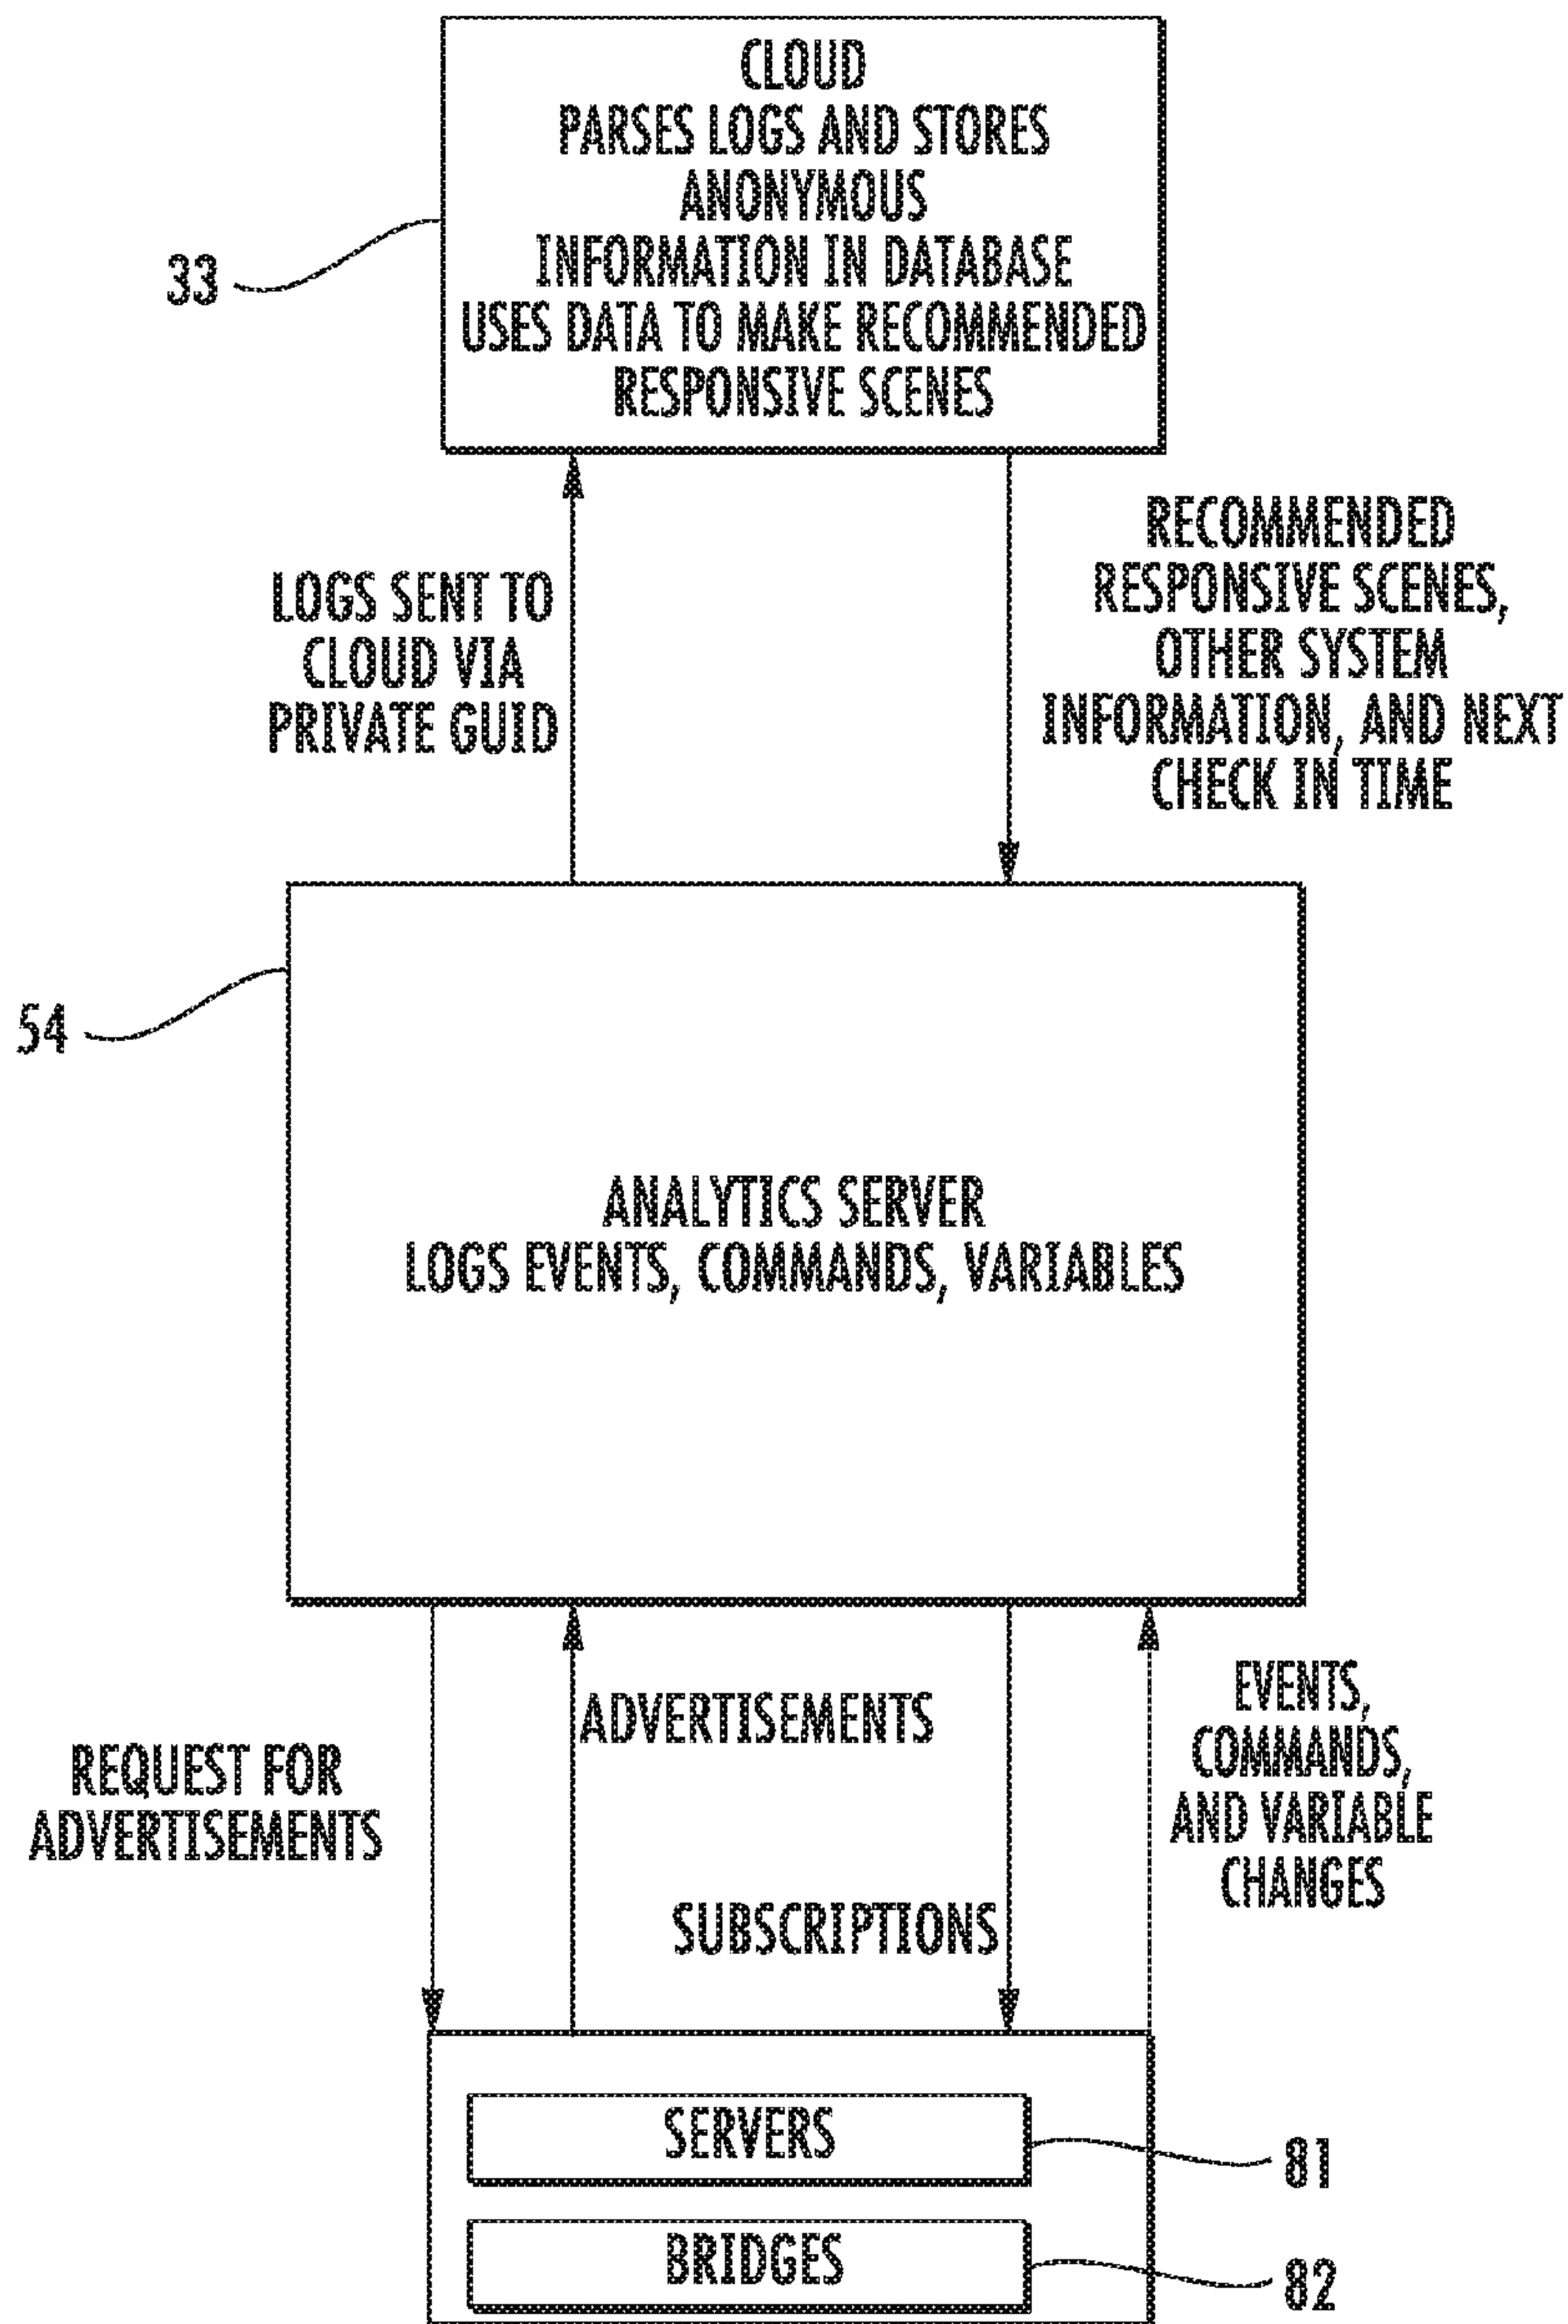 CLOUD
PARSES LOGS AND STORES
ANONYMOUS
INFORMATION IN DATABASE
USES DATA TO MAKE RECOMMENDED
RESPONSIVE SCENES
33
LOGS SENT TO
CLOUD VIA
PRIVATE GUID
RECOMMENDED
RESPONSIVE SCENES,
OTHER SYSTEM
INFORMATION, AND NEXT
CHECK IN TIME
54
ANALYTICS SERVER
LOGS EVENTS, COMMANDS, VARIABLES
REQUEST FOR
ADVERTISEMENTS
ADVERTISEMENTS
SUBSCRIPTIONS
EVENTS,
COMMANDS,
AND VARIABLE
CHANGES
SERVERS
81
BRIDGES
82